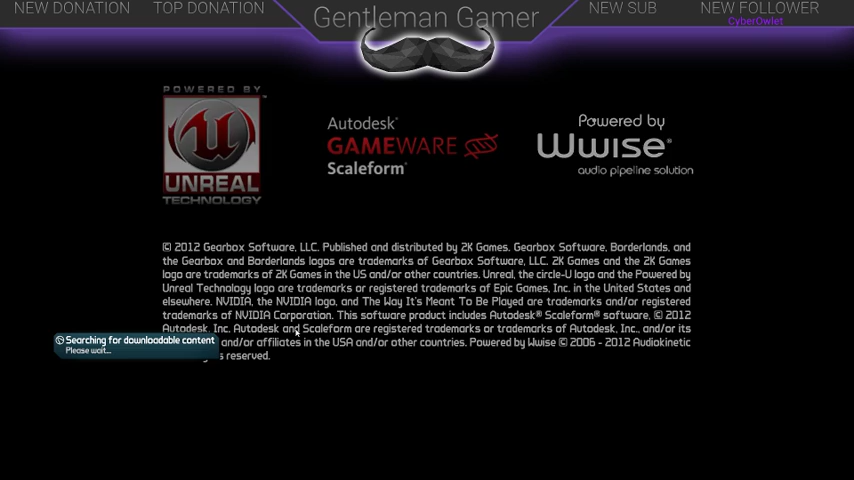 NEW DONATION TOP DONATION Gentleman Gamer NEW SUB NEW FOLLOWER
CyberOwlet
POWERED BY
UNREAL
TECHNOLOGY
Autodesk®
GAMEWARE
Scaleform®
Powered by
Wwise®
audio pipeline solution
© 2012 Gearbox Software, LLC. Published and distributed by 2K Games. Gearbox Software, Borderlands, and
the Gearbox and Borderlands logos are trademarks of Gearbox Software, LLC. 2K Games and the 2K Games
logo are trademarks of 2K Games in the US and/or other countries. Unreal, the circle-U logo and the Powered by
Unreal Technology logo are trademarks or registered trademarks of Epic Games, Inc. in the United States and
elsewhere. NVIDIA, the NVIDIA logo, and The Way It's Meant To Be Played are trademarks and/or registered
trademarks of NVIDIA Corporation. This software product includes Autodesk® Scaleform® software, © 2012
Autodesk, Inc. Autodesk and Scaleform are registered trademarks or trademarks of Autodesk, Inc., and/or its
Searching for downloadable content
and/or affiliates in the USA and/or other countries. Powered by Wwise © 2006 - 2012 Audiokinetic
Please wait...
reserved.